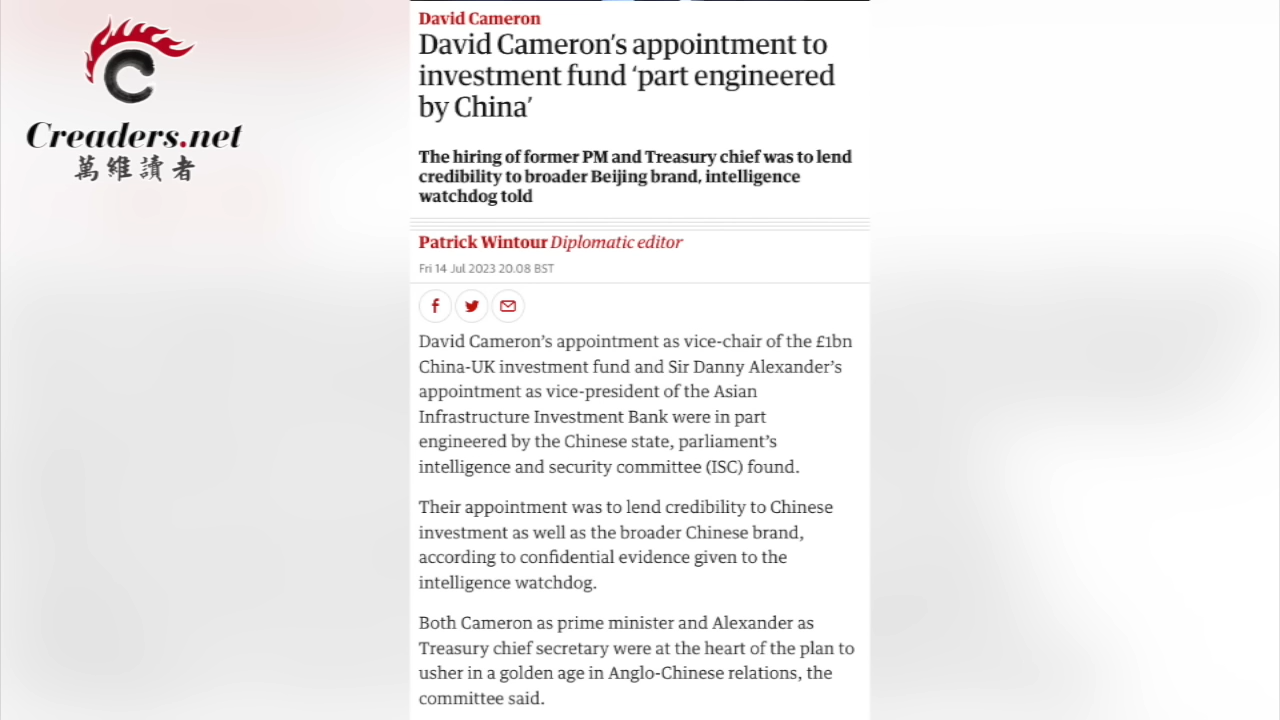 Creaders.net
萬維讀者
David Cameron
David Cameron’s appointment to
investment fund ‘part engineered
by China’
The hiring of former PM and Treasury chief was to lend
credibility to broader Beijing brand, intelligence
watchdog told
Patrick Wintour Diplomatic editor
Fri 14 Jul 2023 20.08 BST
David Cameron’s appointment as vice-chair of the £1bn
China-UK investment fund and Sir Danny Alexander’s
appointment as vice-president of the Asian
Infrastructure Investment Bank were in part
engineered by the Chinese state, parliament’s
intelligence and security committee (ISC) found.
Their appointment was to lend credibility to Chinese
investment as well as the broader Chinese brand,
according to confidential evidence given to the
intelligence watchdog.
Both Cameron as prime minister and Alexander as
Treasury chief secretary were at the heart of the plan to
usher in a golden age in Anglo-Chinese relations, the
committee said.